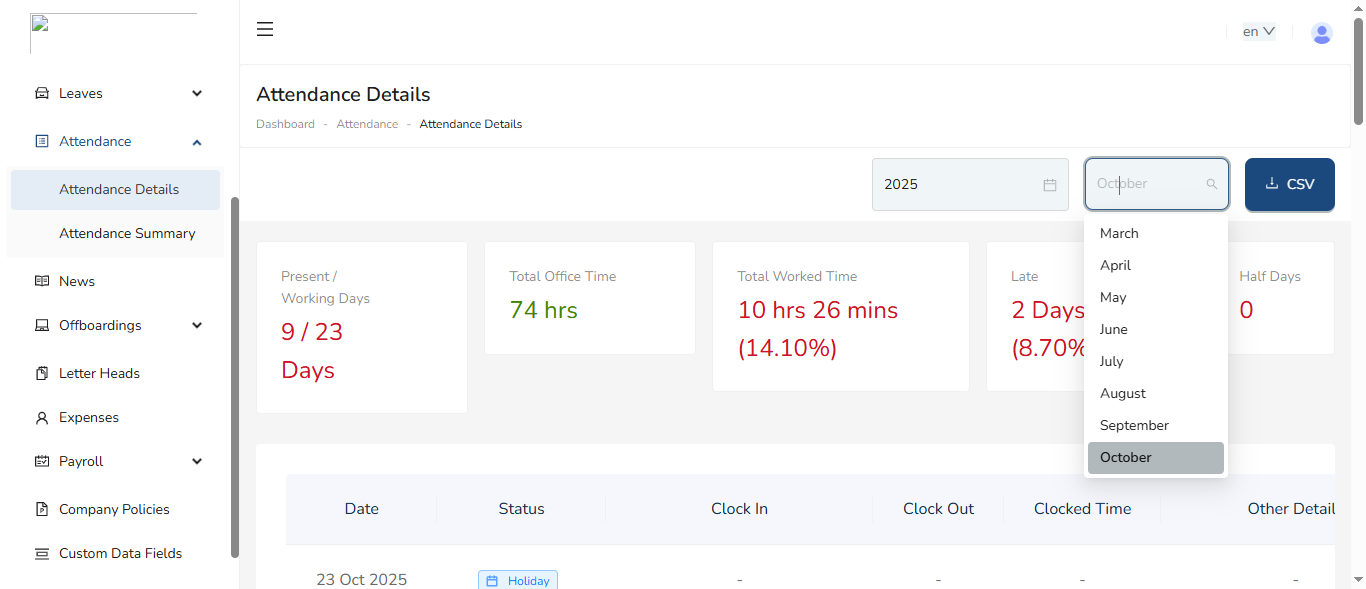 en
Leaves
Attendance
Attendance Details
Attendance Summary
News
Offboardings
Letter Heads
Expenses
Payroll
Company Policies
Custom Data Fields
Attendance Details
Dashboard - Attendance - Attendance Details
2025
October
CSV
March
April
May
June
July
August
September
October
Present /
Working Days
9 / 23
Days
Total Office Time
74 hrs
Total Worked Time
10 hrs 26 mins
(14.10%)
Late
2 Days
(8.70%
Half Days
0
Date Status Clock In Clock Out Clocked Time Other Detail
23 Oct 2025 Holiday - - - -